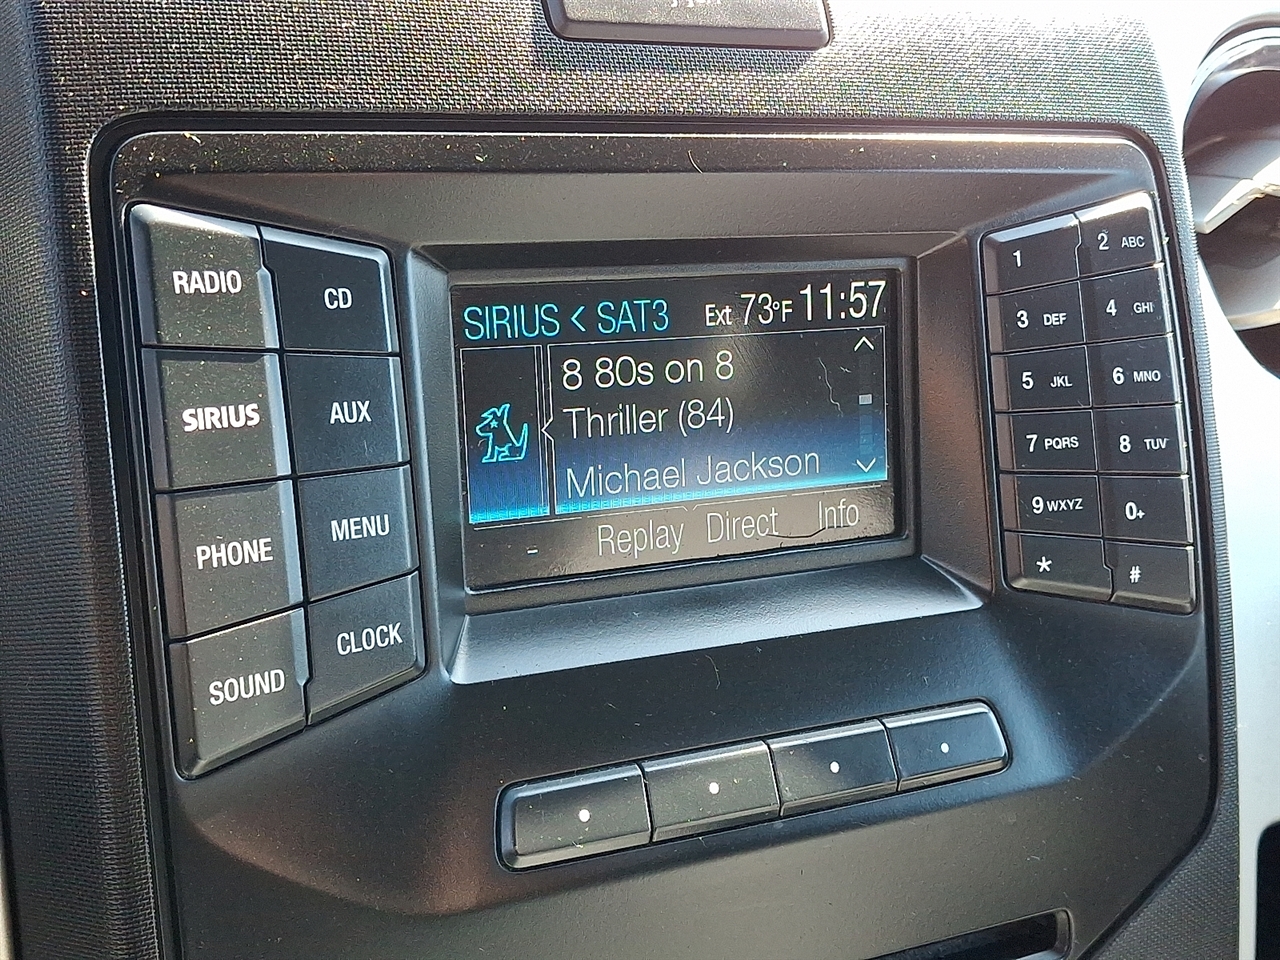 RADIO
CD
SIRIUS
AUX
PHONE
MENU
SOUND
CLOCK
SIRIUS < SAT3
Ext 73°F 11:57
8 80s on 8
Thriller (84)
Michael Jackson
- Replay Direct Info
1
2 ABC
3 DEF
4 GHI
5 JKL
6 MNO
7 PQRS
8 TUV
9 WXYZ
0+
*
#